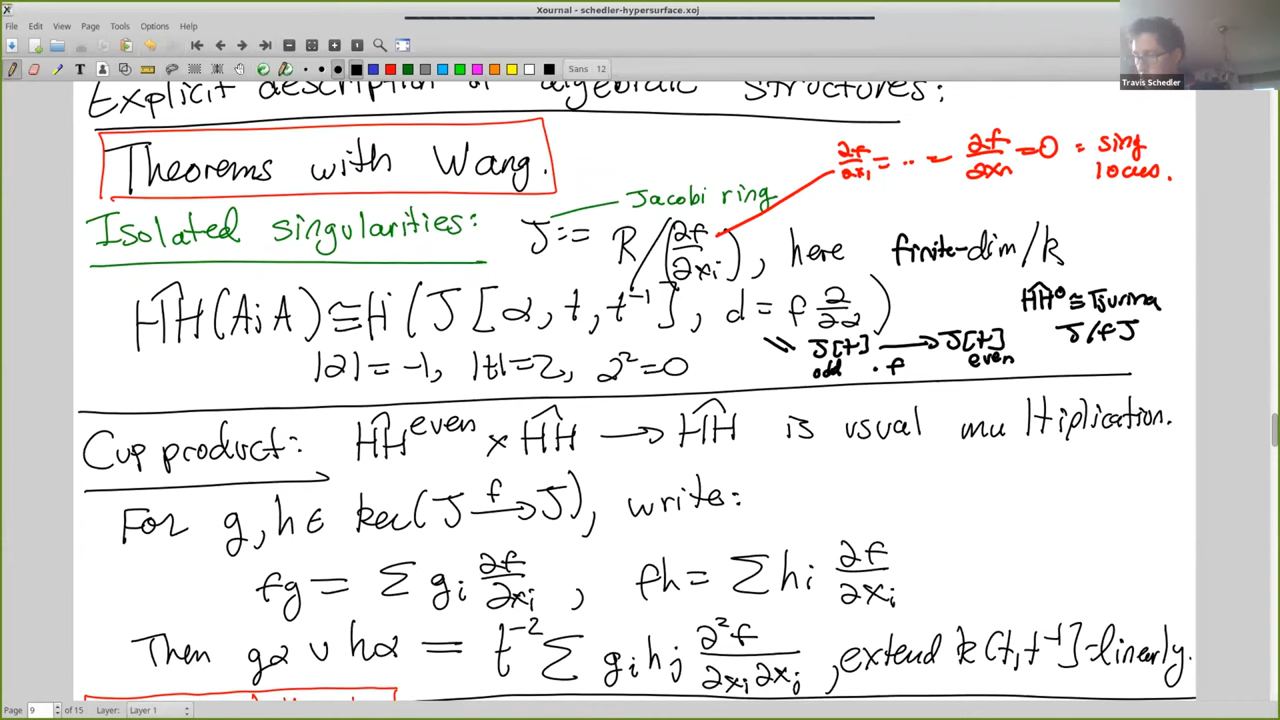 Xournal - schedler-hypersurface.xoj
File Edit View Page Tools Options Help
Sans 12
Travis Schedler
Explicit description of algebraic structures:
Theorems with Wang.
∂f/∂x₁ = ·· = ∂f/∂xₙ = 0 = sing locus.
Isolated singularities:
Jacobi ring
J := R/(∂f/∂xᵢ), here finite-dim/k
ĤH(A;A) ≅ H(J[α, t, t⁻¹], d = f ∂/∂α)
ĤH⁰ ≅ Tjurina
J/fJ
|α| = -1, |t| = 2, α² = 0
J[t] → J[t]
odd · f even
Cup product: ĤH^even × ĤH → ĤH is usual multiplication.
For g, h ∈ ker(J →^f J), write:
fg = Σ gᵢ ∂f/∂xᵢ , fh = Σ hᵢ ∂f/∂xᵢ
Then gα ∪ hα = t⁻² Σ gᵢhⱼ ∂²f/∂xᵢ∂xⱼ , extend k[t,t⁻¹]-linearly.
Page 9 of 15 Layer: Layer 1